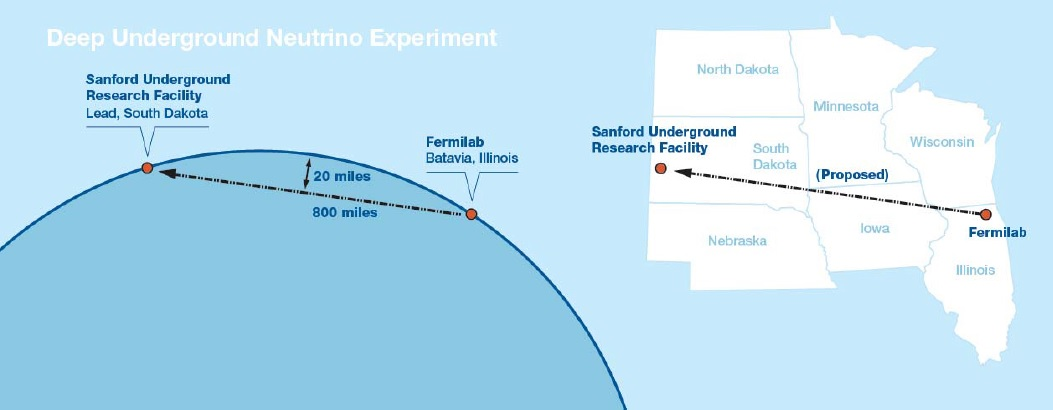 Deep Underground Neutrino Experiment
Sanford Underground
Research Facility
Lead, South Dakota
Fermilab
Batavia, Illinois
20 miles
800 miles
North Dakota
Minnesota
Sanford Underground
Research Facility
South
Dakota
Wisconsin
(Proposed)
Fermilab
Nebraska
Iowa
Illinois